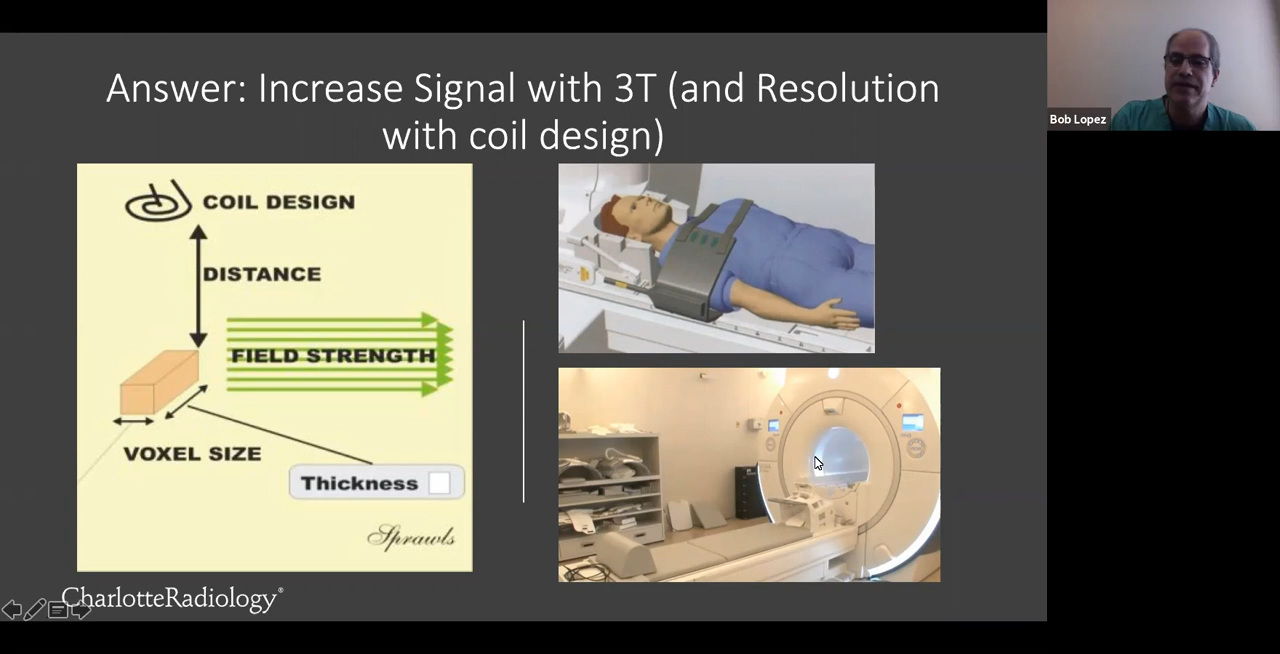 Answer: Increase Signal with 3T (and Resolution
with coil design)
COIL DESIGN
DISTANCE
FIELD STRENGTH
VOXEL SIZE
Thickness
Sprawls
CharlotteRadiology®
Bob Lopez